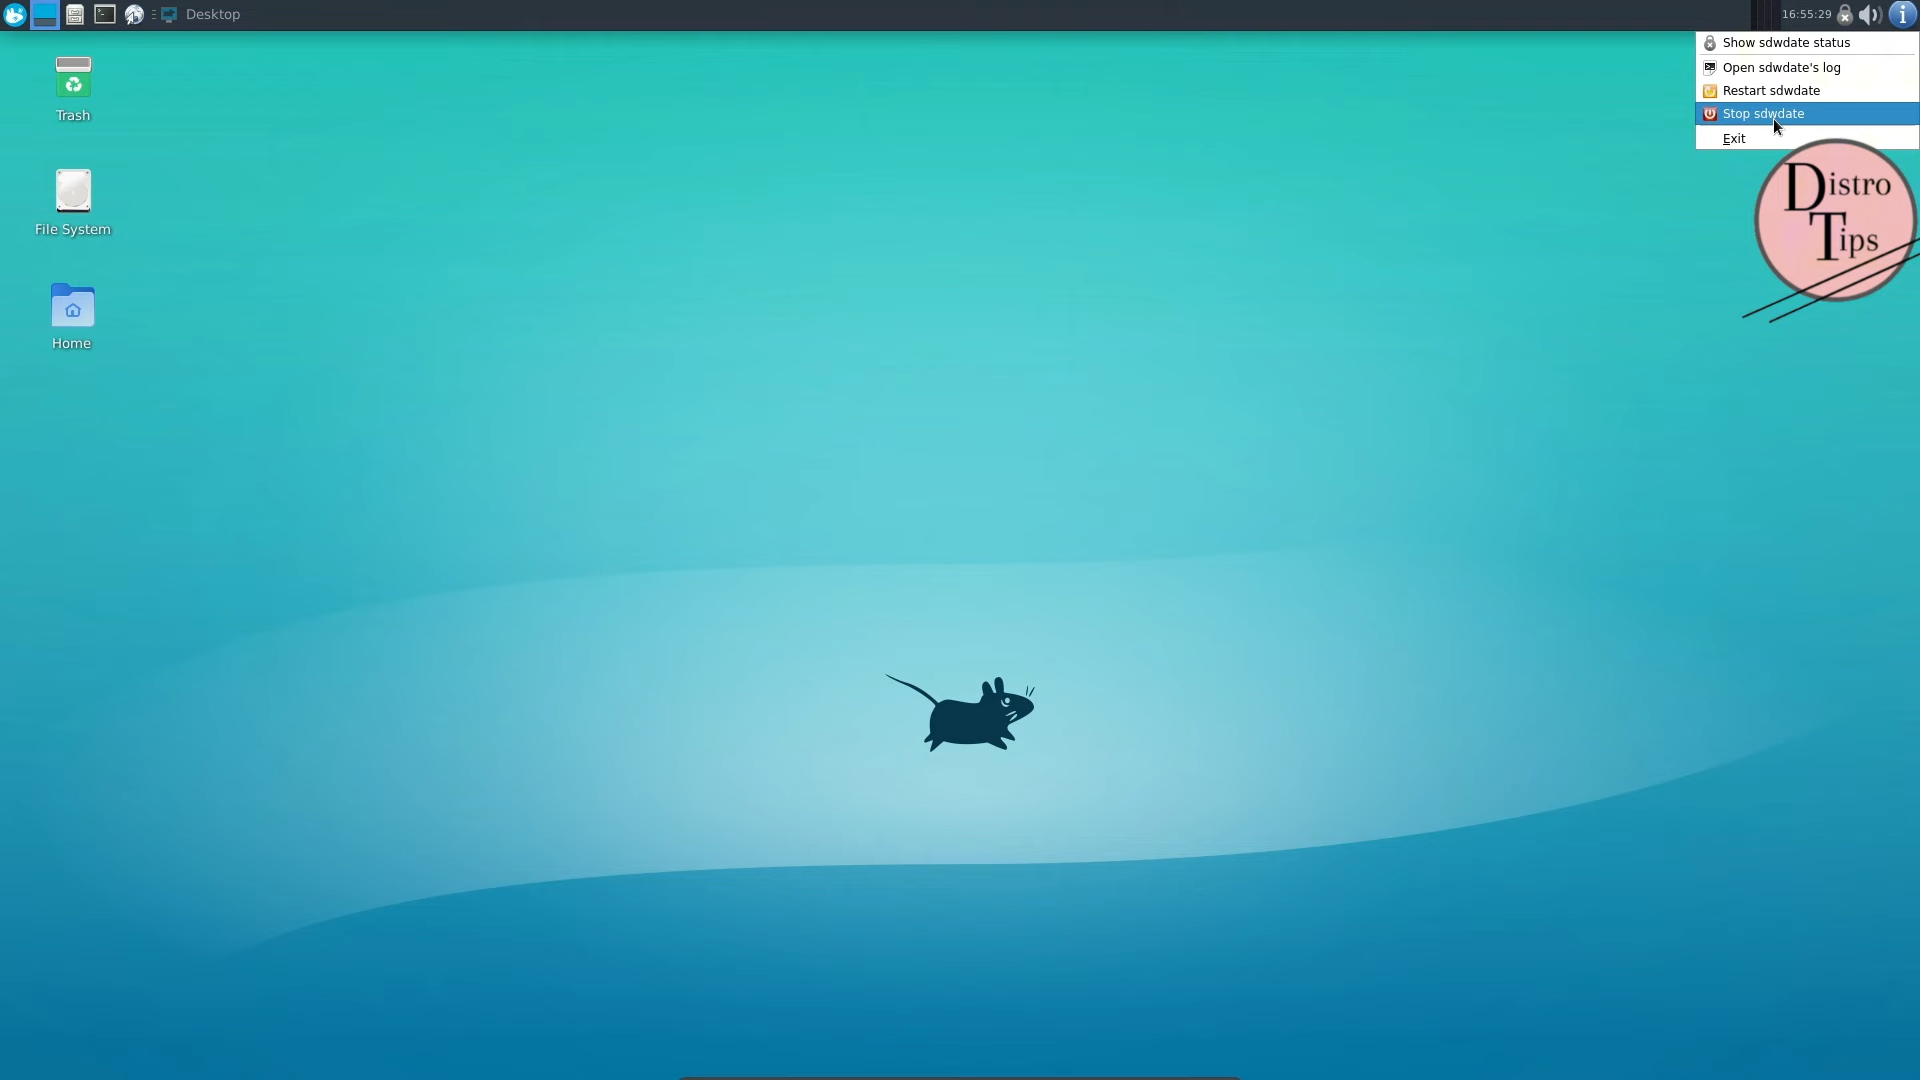 Desktop
16:55:29
Show sdwdate status
Open sdwdate's log
Restart sdwdate
Stop sdwdate
Exit
Distro
Tips
Trash
File System
Home